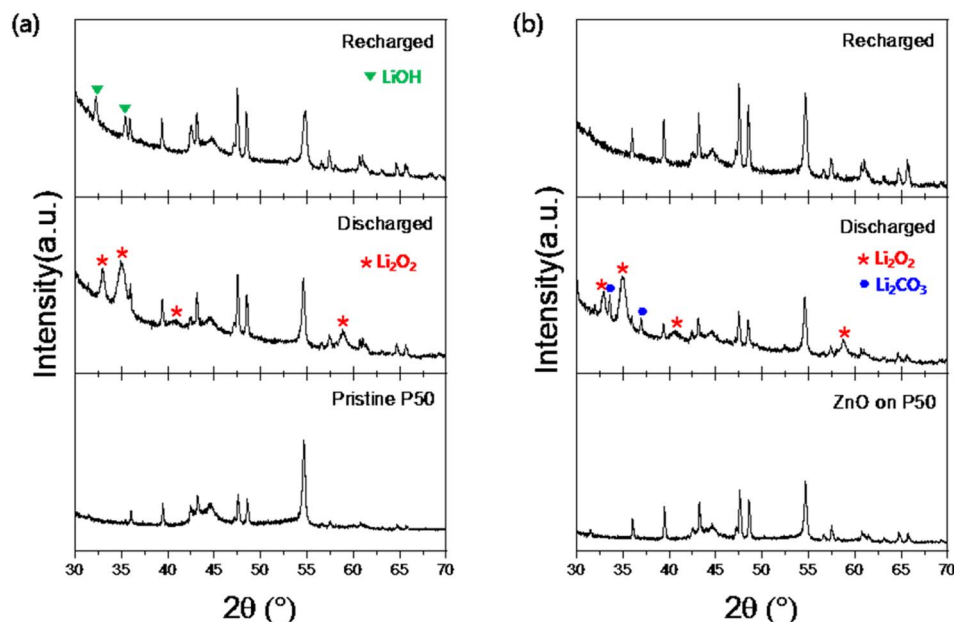 (a)
Recharged
▼ LiOH
Discharged
* Li₂O₂
Pristine P50
Intensity(a.u.)
30 35 40 45 50 55 60 65 70
2θ (°)
(b)
Recharged
Discharged
* Li₂O₂
● Li₂CO₃
ZnO on P50
Intensity(a.u.)
30 35 40 45 50 55 60 65 70
2θ (°)